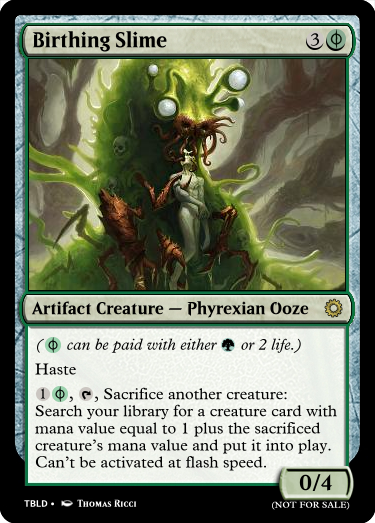 Birthing Slime 3
Artifact Creature — Phyrexian Ooze
( can be paid with either or 2 life.)
Haste
1 , , Sacrifice another creature:
Search your library for a creature card with
mana value equal to 1 plus the sacrificed
creature's mana value and put it into play.
Can't be activated at flash speed.
0/4
TBLD • Thomas Ricci
(NOT FOR SALE)